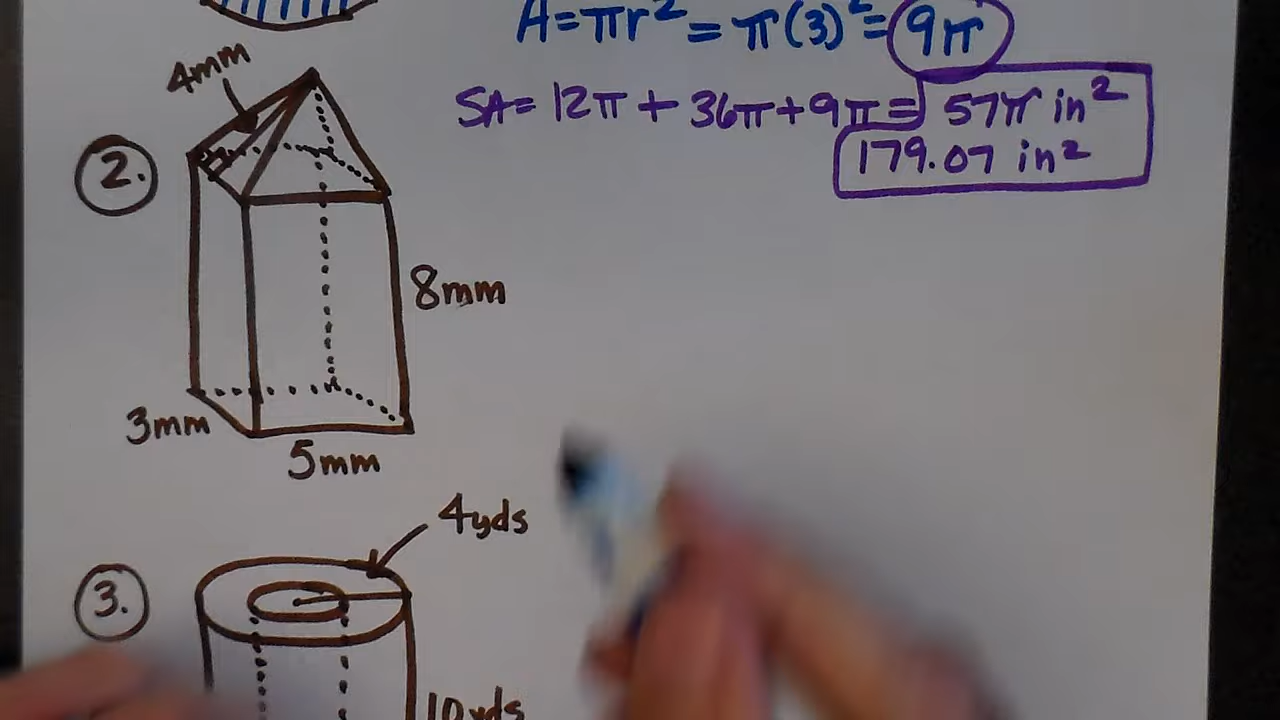 A=πr²=π(3)²=9π
SA=12π+36π+9π=57π in²
179.07 in²
2.
4mm
8mm
3mm
5mm
3.
4yds
10yds